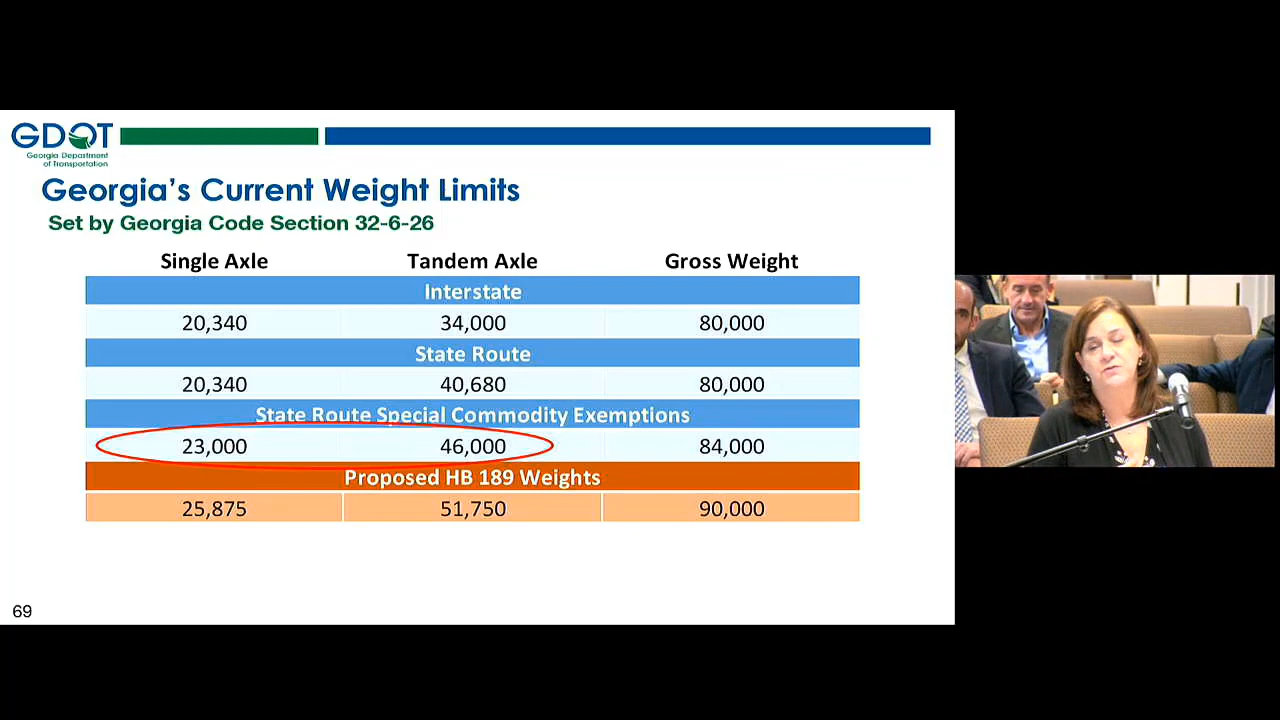 GDOT
Georgia Department
of Transportation
Georgia's Current Weight Limits
Set by Georgia Code Section 32-6-26
Single Axle Tandem Axle Gross Weight
Interstate
20,340 34,000 80,000
State Route
20,340 40,680 80,000
State Route Special Commodity Exemptions
23,000 46,000 84,000
Proposed HB 189 Weights
25,875 51,750 90,000
69